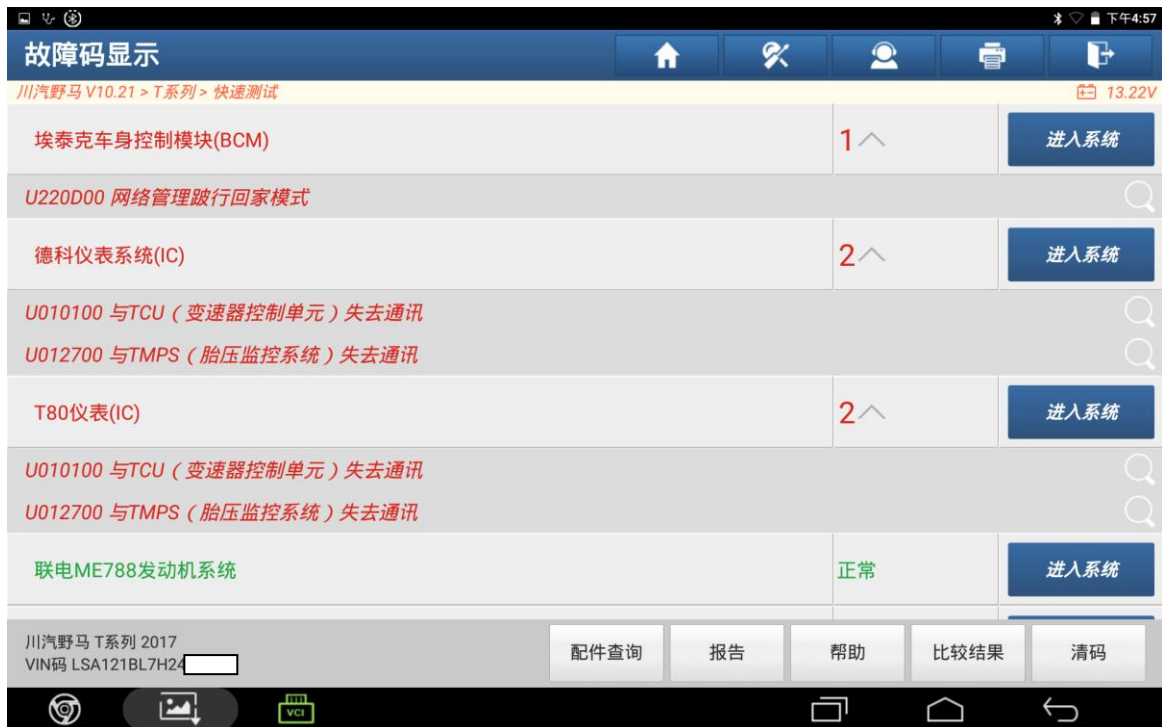 下午4:57
故障码显示
川汽野马 V10.21 > T系列 > 快速测试
13.22V
埃泰克车身控制模块(BCM)
1
进入系统
U220D00 网络管理跛行回家模式
德科仪表系统(IC)
2
进入系统
U010100 与TCU（变速器控制单元）失去通讯
U012700 与TMPS（胎压监控系统）失去通讯
T80仪表(IC)
2
进入系统
U010100 与TCU（变速器控制单元）失去通讯
U012700 与TMPS（胎压监控系统）失去通讯
联电ME788发动机系统
正常
进入系统
川汽野马 T系列 2017
VIN码 LSA121BL7H24
配件查询
报告
帮助
比较结果
清码
VCI